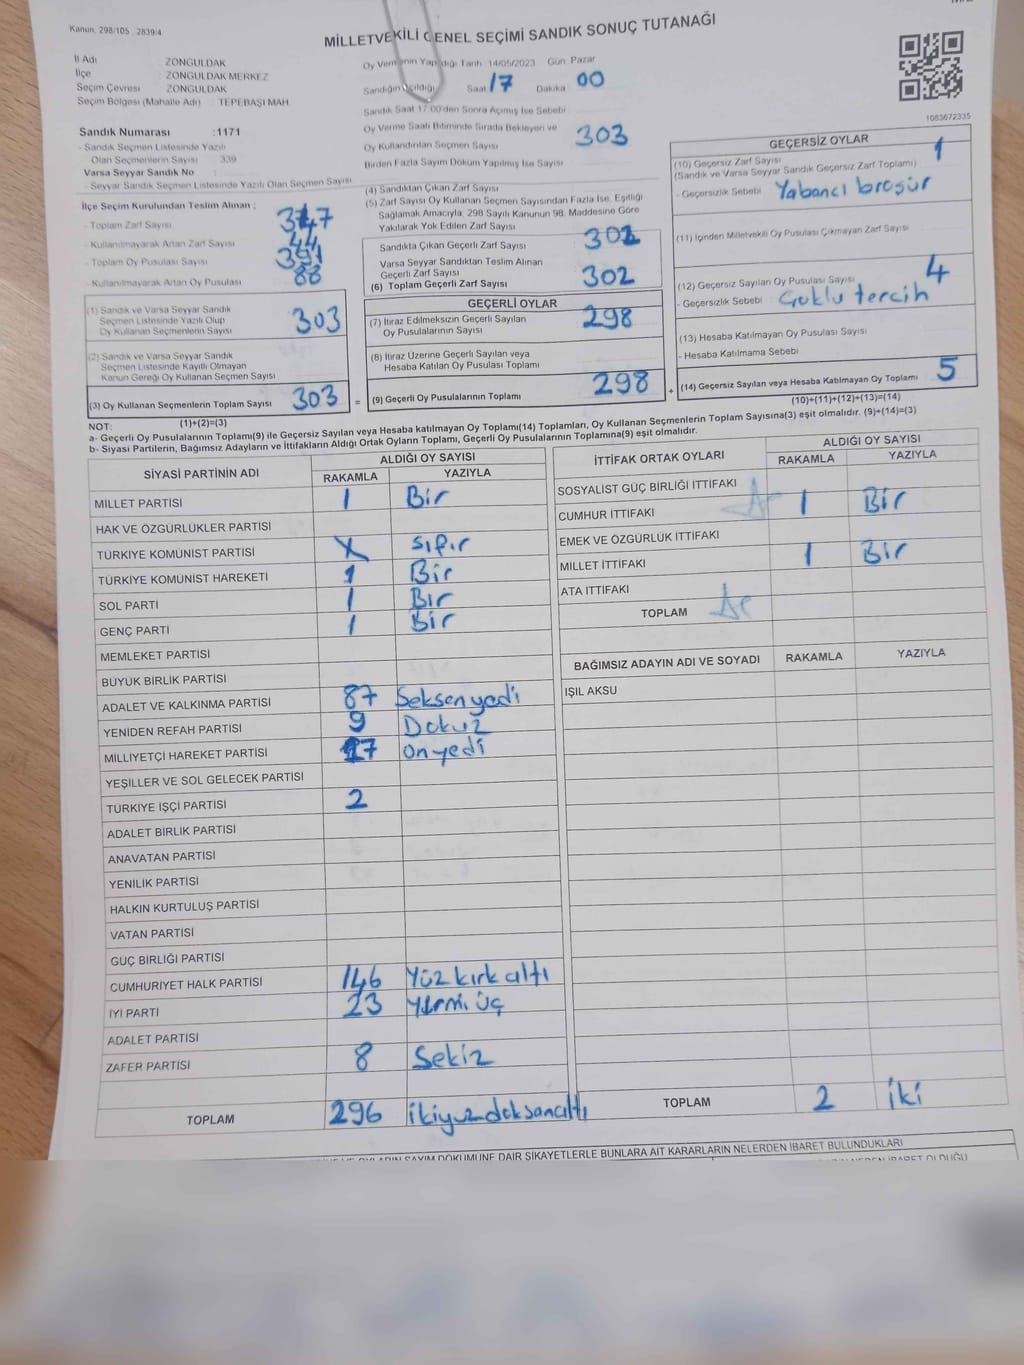 Kanun: 298/105 , 2839/4
MİLLETVEKİLİ GENEL SEÇİMİ SANDIK SONUÇ TUTANAĞI
İl Adı ZONGULDAK
İlçe ZONGULDAK MERKEZ
Seçim Çevresi ZONGULDAK
Seçim Bölgesi (Mahalle Adı) : TEPEBAŞI MAH.
Sandık Numarası :1171
- Sandık Seçmen Listesinde Yazılı
Olan Seçmenlerin Sayısı 339
Varsa Seyyar Sandık No :
- Seyyar Sandık Seçmen Listesinde Yazılı Olan Seçmen Sayısı
İlçe Seçim Kurulundan Teslim Alınan :
- Toplam Zarf Sayısı 347
- Kullanılmayarak Artan Zarf Sayısı 44
- Toplam Oy Pusulası Sayısı 391
- Kullanılmayarak Artan Oy Pusulası 88
(1) Sandık ve Varsa Seyyar Sandık
Seçmen Listesinde Yazılı Olup
Oy Kullanan Seçmenlerin Sayısı 303
(2) Sandık ve Varsa Seyyar Sandık
Seçmen Listesinde Kayıtlı Olmayan
Kanun Gereği Oy Kullanan Seçmen Sayısı
(3) Oy Kullanan Seçmenlerin Toplam Sayısı 303 =
(1)+(2)=(3)
Oy Vermenin Yapıldığı Tarih 14/05/2023 Gün Pazar
Sandığın Açıldığı Saat 17 Dakika 00
Sandık Saat 17.00'den Sonra Açılmış İse Sebebi
Oy Verme Saati Bitiminde Sırada Bekleyen ve
Oy Kullandırılan Seçmen Sayısı 303
Birden Fazla Sayım Döküm Yapılmış İse Sayısı
(4) Sandıktan Çıkan Zarf Sayısı
(5) Zarf Sayısı Oy Kullanan Seçmen Sayısından Fazla İse, Eşitliği
Sağlamak Amacıyla, 298 Sayılı Kanunun 98. Maddesine Göre
Yakılarak Yok Edilen Zarf Sayısı
Sandıkta Çıkan Geçerli Zarf Sayısı 302
Varsa Seyyar Sandıktan Teslim Alınan
Geçerli Zarf Sayısı
(6) Toplam Geçerli Zarf Sayısı 302
GEÇERLİ OYLAR
(7) İtiraz Edilmeksizin Geçerli Sayılan
Oy Pusulalarının Sayısı 298
(8) İtiraz Üzerine Geçerli Sayılan veya
Hesaba Katılan Oy Pusulası Toplamı
(9) Geçerli Oy Pusulalarının Toplamı 298 +
1083672335
GEÇERSİZ OYLAR
(10) Geçersiz Zarf Sayısı 1
(Sandık ve Varsa Seyyar Sandık Geçersiz Zarf Toplamı)
- Geçersizlik Sebebi Yabancı broşür
(11) İçinden Milletvekili Oy Pusulası Çıkmayan Zarf Sayısı
(12) Geçersiz Sayılan Oy Pusulası Sayısı 4
- Geçersizlik Sebebi Çoklu tercih
(13) Hesaba Katılmayan Oy Pusulası Sayısı
- Hesaba Katılmama Sebebi
(14) Geçersiz Sayılan veya Hesaba Katılmayan Oy Toplamı 5
(10)+(11)+(12)+(13)=(14)
NOT:
a- Geçerli Oy Pusulalarının Toplamı(9) ile Geçersiz Sayılan veya Hesaba katılmayan Oy Toplamı(14) Toplamları, Oy Kullanan Seçmenlerin Toplam Sayısına(3) eşit olmalıdır. (9)+(14)=(3)
b- Siyasi Partilerin, Bağımsız Adayların ve İttifakların Aldığı Ortak Oyların Toplamı, Geçerli Oy Pusulalarının Toplamına(9) eşit olmalıdır.
SİYASİ PARTİNİN ADI ALDIĞI OY SAYISI
RAKAMLA YAZIYLA
MİLLET PARTİSİ 1 Bir
HAK VE ÖZGÜRLÜKLER PARTİSİ
TÜRKİYE KOMÜNİST PARTİSİ X sıfır
TÜRKİYE KOMÜNİST HAREKETİ 1 Bir
SOL PARTİ 1 Bır
GENÇ PARTİ 1 Bir
MEMLEKET PARTİSİ
BÜYÜK BİRLİK PARTİSİ
ADALET VE KALKINMA PARTİSİ 87 Seksen yedi
YENİDEN REFAH PARTİSİ 9 Dokuz
MİLLİYETÇİ HAREKET PARTİSİ 17 onyedi
YEŞİLLER VE SOL GELECEK PARTİSİ
TÜRKİYE İŞÇİ PARTİSİ 2
ADALET BİRLİK PARTİSİ
ANAVATAN PARTİSİ
YENİLİK PARTİSİ
HALKIN KURTULUŞ PARTİSİ
VATAN PARTİSİ
GÜÇ BİRLİĞİ PARTİSİ
CUMHURİYET HALK PARTİSİ 146 Yüz kırk altı
İYİ PARTİ 23 Yirmi üç
ADALET PARTİSİ
ZAFER PARTİSİ 8 Sekiz
TOPLAM 296 ikiyüzdoksanaltı
İTTİFAK ORTAK OYLARI ALDIĞI OY SAYISI
RAKAMLA YAZIYLA
SOSYALİST GÜÇ BİRLİĞİ İTTİFAKI
CUMHUR İTTİFAKI 1 Bir
EMEK VE ÖZGÜRLÜK İTTİFAKI
MİLLET İTTİFAKI 1 Bir
ATA İTTİFAKI
TOPLAM
BAĞIMSIZ ADAYIN ADI VE SOYADI RAKAMLA YAZIYLA
IŞIL AKSU
TOPLAM 2 iki
OYLARIN SAYIM DÖKÜMÜNE DAİR ŞİKAYETLERLE BUNLARA AİT KARARLARIN NELERDEN İBARET BULUNDUKLARI